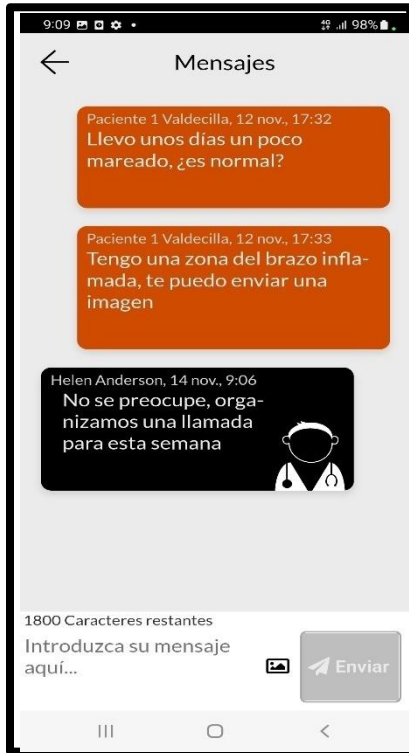 9:09 98%
Mensajes
Paciente 1 Valdecilla, 12 nov., 17:32
Llevo unos días un poco
mareado, ¿es normal?
Paciente 1 Valdecilla, 12 nov., 17:33
Tengo una zona del brazo infla-
mada, te puedo enviar una
imagen
Helen Anderson, 14 nov., 9:06
No se preocupe, orga-
nizamos una llamada
para esta semana
1800 Caracteres restantes
Introduzca su mensaje
aquí...
Enviar